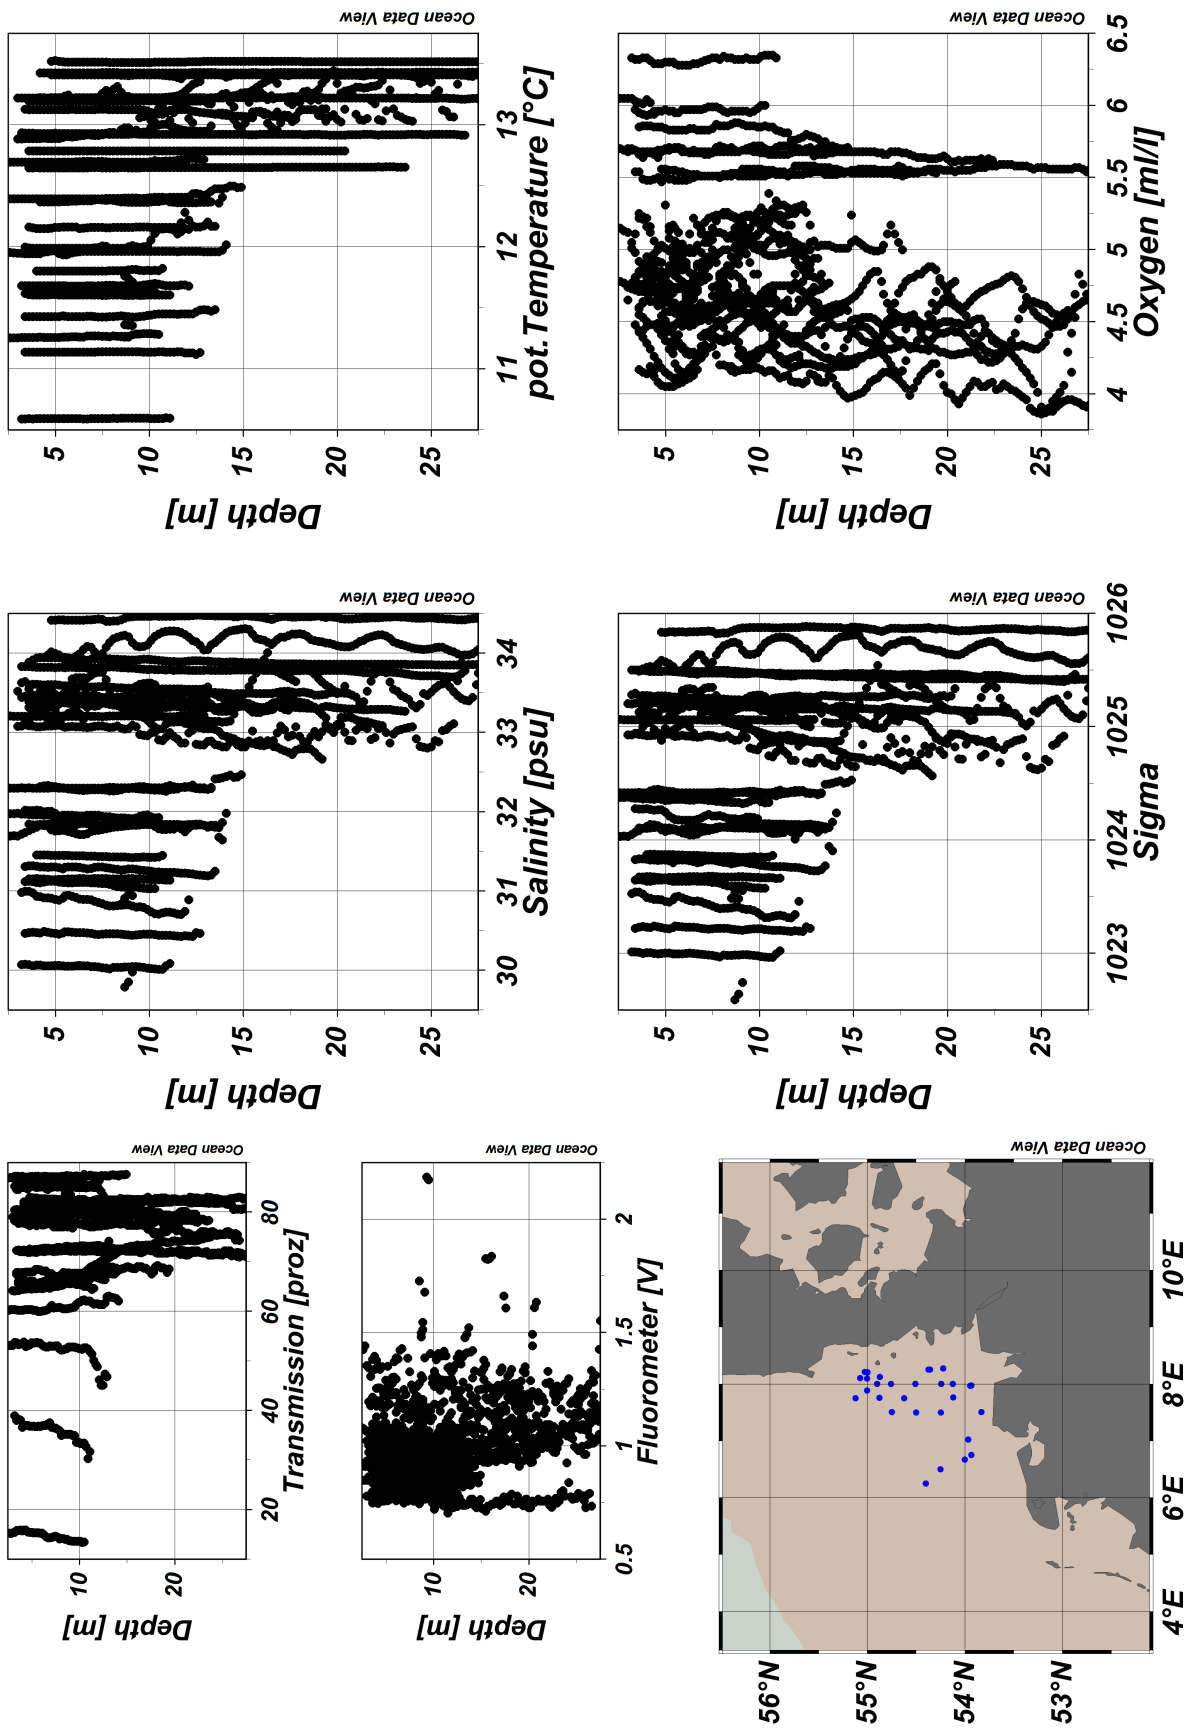 Ocean Data View
5
10
15
20
25
Depth [m]
11
12
13
pot.Temperature [°C]
Ocean Data View
5
10
15
20
25
Depth [m]
4
4.5
5
5.5
6
6.5
Oxygen [ml/l]
Ocean Data View
5
10
15
20
25
Depth [m]
30
31
32
33
34
Salinity [psu]
Ocean Data View
5
10
15
20
25
Depth [m]
1023
1024
1025
1026
Sigma
Ocean Data View
10
20
Depth [m]
20
40
60
80
Transmission [proz]
Ocean Data View
10
20
Depth [m]
0.5
1
1.5
2
Fluorometer [V]
Ocean Data View
56°N
55°N
54°N
53°N
4°E
6°E
8°E
10°E